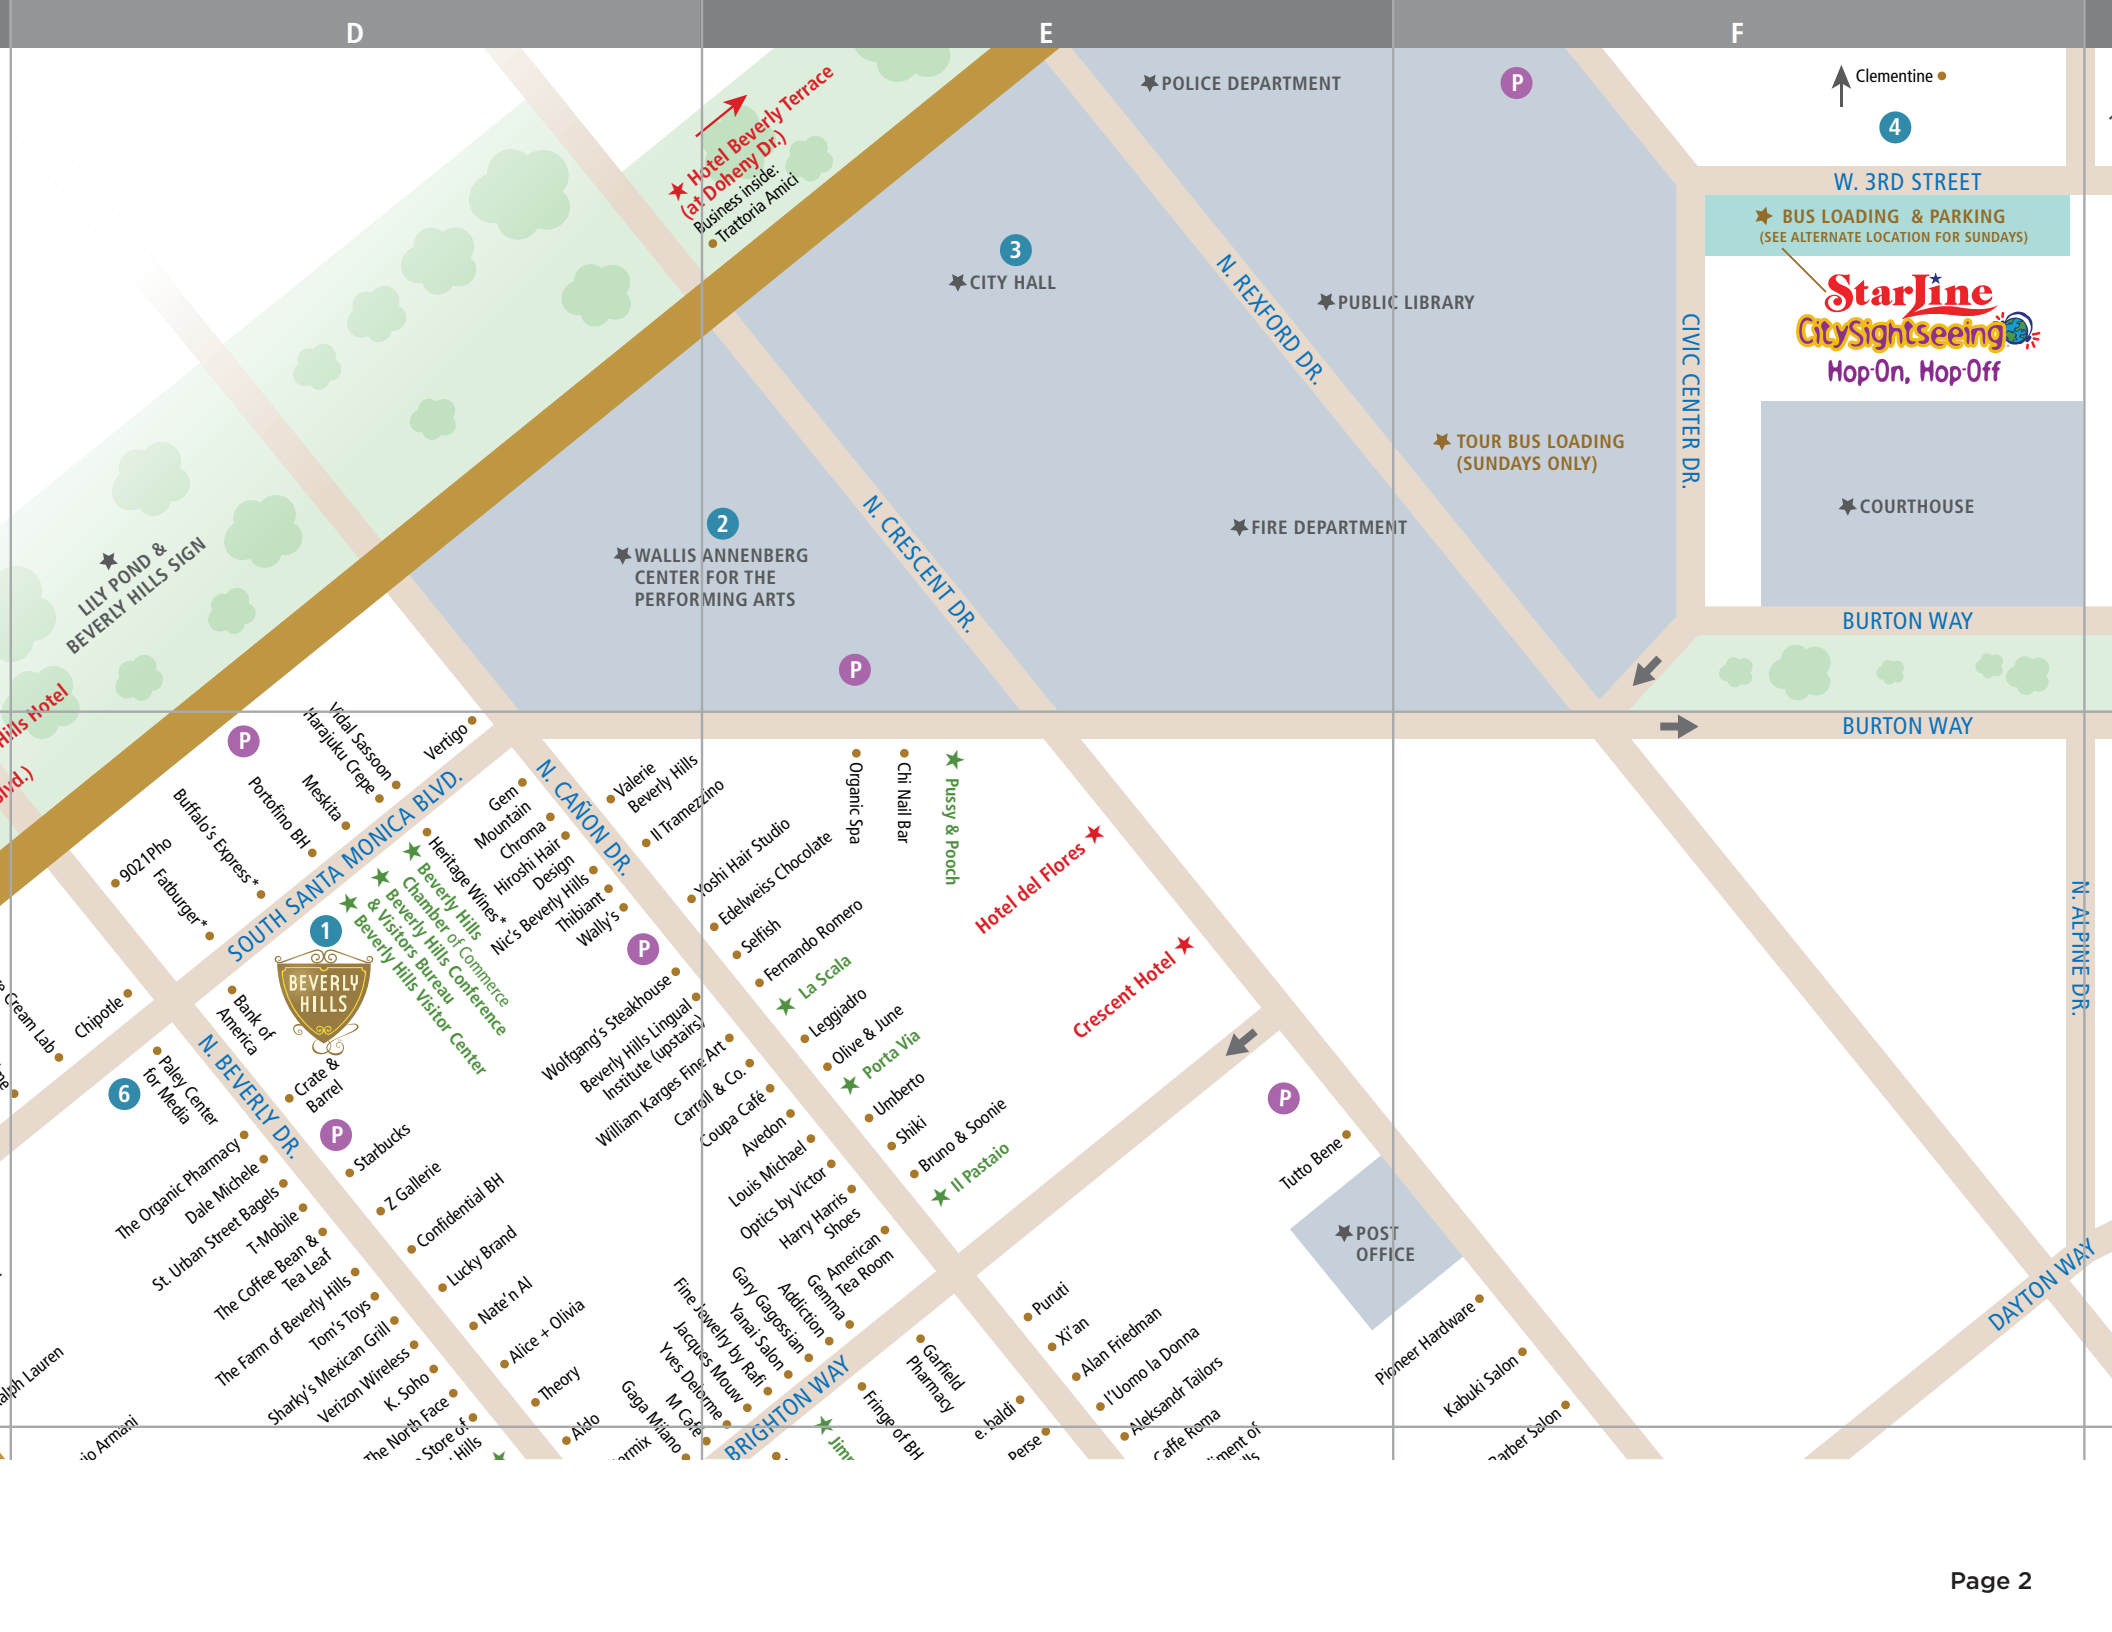 D
E
F
POLICE DEPARTMENT
P
Clementine
4
W. 3RD STREET
BUS LOADING & PARKING
(SEE ALTERNATE LOCATION FOR SUNDAYS)
StarLine
CitySightseeing
Hop-On, Hop-Off
Hotel Beverly Terrace
(at Doheny Dr.)
Business inside:
Trattoria Amici
3
CITY HALL
N. REXFORD DR.
PUBLIC LIBRARY
CIVIC CENTER DR.
TOUR BUS LOADING
(SUNDAYS ONLY)
COURTHOUSE
LILY POND &
BEVERLY HILLS SIGN
2
WALLIS ANNENBERG
CENTER FOR THE
PERFORMING ARTS
N. CRESCENT DR.
FIRE DEPARTMENT
BURTON WAY
P
Hills Hotel
BURTON WAY
P
Vidal Sassoon
Harajuku Crepe
Vertigo
Meskita
Portofino BH
Buffalo's Express*
9021Pho
Fatburger*
SOUTH SANTA MONICA BLVD.
N. CAÑON DR.
Valerie
Beverly Hills
Il Tramezzino
Gem
Mountain
Chroma
Hiroshi Hair
Design
Nic's Beverly Hills
Thibiant
Wally's
Heritage Wines*
Beverly Hills
Chamber of Commerce
Beverly Hills Conference
& Visitors Bureau
Beverly Hills Visitor Center
1
BEVERLY
HILLS
Yoshi Hair Studio
Edelweiss Chocolate
Selfish
Fernando Romero
La Scala
Leggiadro
Olive & June
Porta Via
Umberto
Shiki
Bruno & Soonie
Il Pastaio
Organic Spa
Chi Nail Bar
Pussy & Pooch
Hotel del Flores
Crescent Hotel
N. ALPINE DR.
P
Wolfgang's Steakhouse
Beverly Hills Lingual
Institute (upstairs)
William Karges Fine Art
Carroll & Co.
Coupa Café
Avedon
Louis Michael
Optics by Victor
Harry Harris
Shoes
American
Tea Room
Cream Lab
Chipotle
Bank of
America
Crate &
Barrel
6
Paley Center
for Media
N. BEVERLY DR.
P
Starbucks
Z Gallerie
Confidential BH
Lucky Brand
Nate'n Al
Alice + Olivia
Theory
Aldo
The Organic Pharmacy
Dale Michele
St. Urban Street Bagels
T-Mobile
The Coffee Bean &
Tea Leaf
The Farm of Beverly Hills
Tom's Toys
Sharky's Mexican Grill
Verizon Wireless
K. Soho
The North Face
Store of
Hills
Gemma
Addiction
Gary Gagossian
Yanai Salon
Fine Jewelry by Rafi
Jacques Mouw
Yves Delorme
M Café
Gaga Milano
BRIGHTON WAY
Garfield
Pharmacy
Fringe of BH
P
Tutto Bene
POST
OFFICE
Pioneer Hardware
Kabuki Salon
Barber Salon
Puruti
Xi'an
Alan Friedman
l'Uomo la Donna
Aleksandr Tailors
Caffe Roma
e. baldi
Perse
DAYTON WAY
Page 2